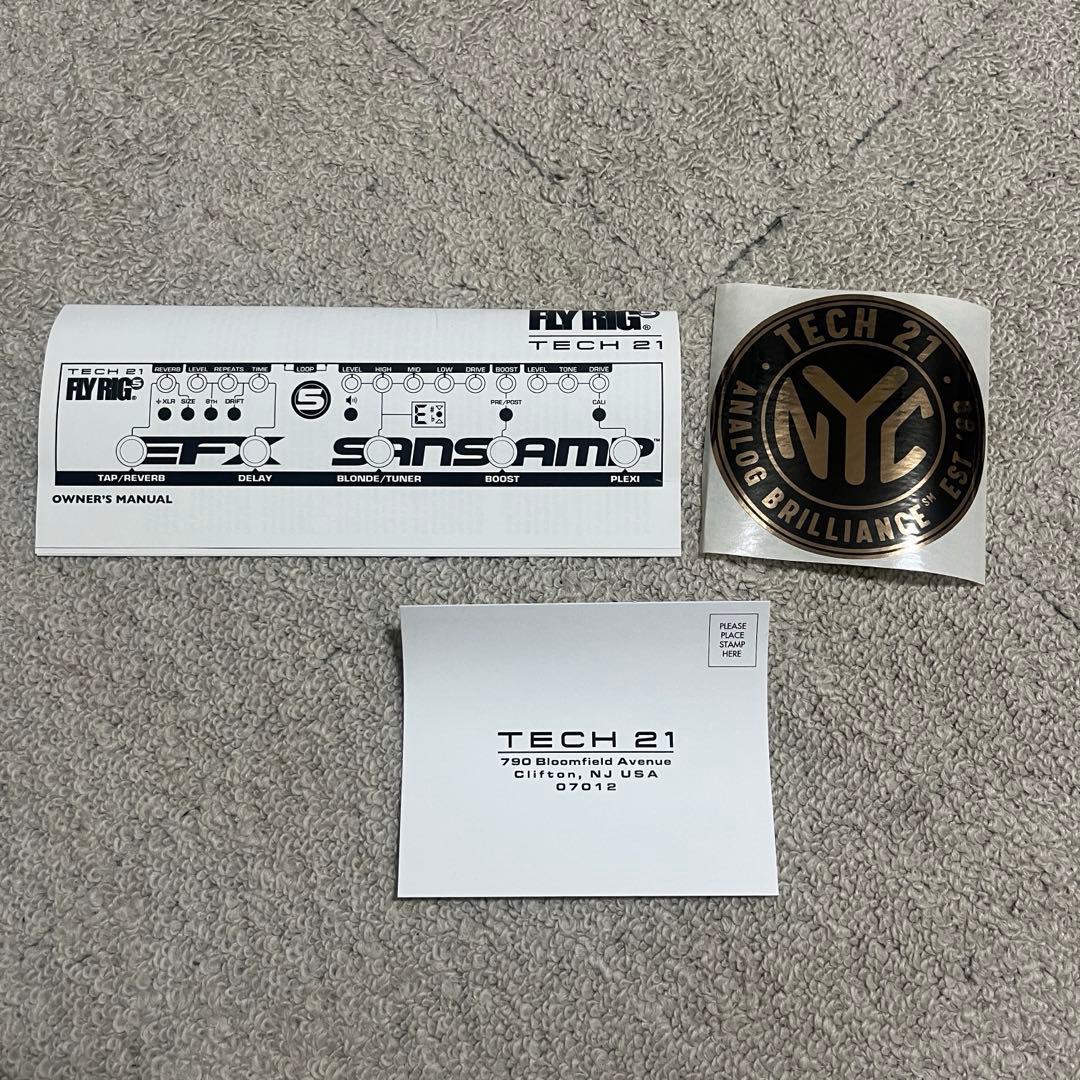 FLY RIG 5®
TECH 21
TECH 21
FLY RIG 5®
REVERB LEVEL REPEATS TIME LOOP LEVEL HIGH MID LOW DRIVE BOOST LEVEL TONE DRIVE
+XLR SIZE 8TH DRIFT
5
E # b
PRE/POST
CALI
EFX SANSAMP™
TAP/REVERB DELAY BLONDE/TUNER BOOST PLEXI
OWNER'S MANUAL
TECH 21
NYC
ANALOG BRILLIANCE℠ EST. 89
PLEASE
PLACE
STAMP
HERE
TECH 21
790 Bloomfield Avenue
Clifton, NJ USA
07012